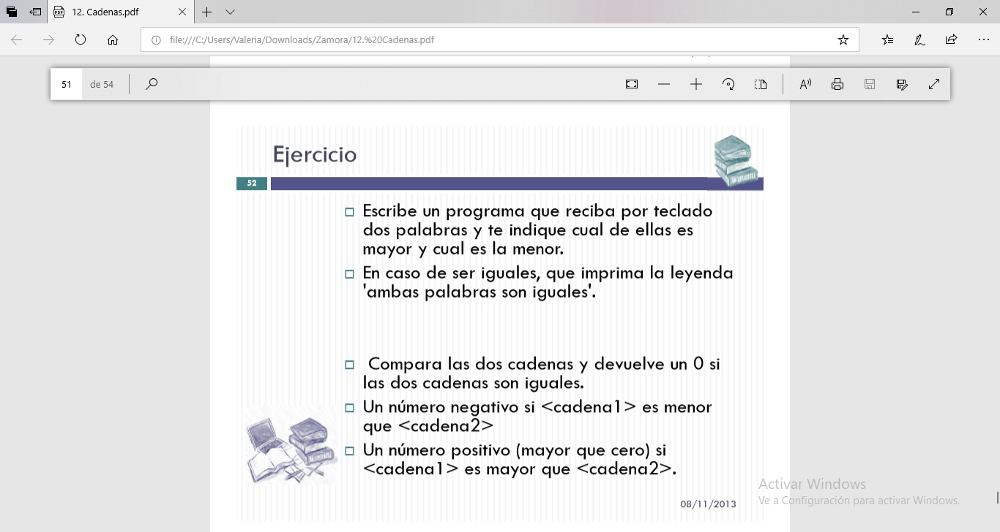 12. Cadenas.pdf
file:///C:/Users/Valeria/Downloads/Zamora/12.%20Cadenas.pdf
51 de 54
Ejercicio
52
Escribe un programa que reciba por teclado
dos palabras y te indique cual de ellas es
mayor y cual es la menor.
En caso de ser iguales, que imprima la leyenda
'ambas palabras son iguales'.
Compara las dos cadenas y devuelve un 0 si
las dos cadenas son iguales.
Un número negativo si <cadena1> es menor
que <cadena2>
Un número positivo (mayor que cero) si
<cadena1> es mayor que <cadena2>.
08/11/2013
Activar Windows
Ve a Configuración para activar Windows.